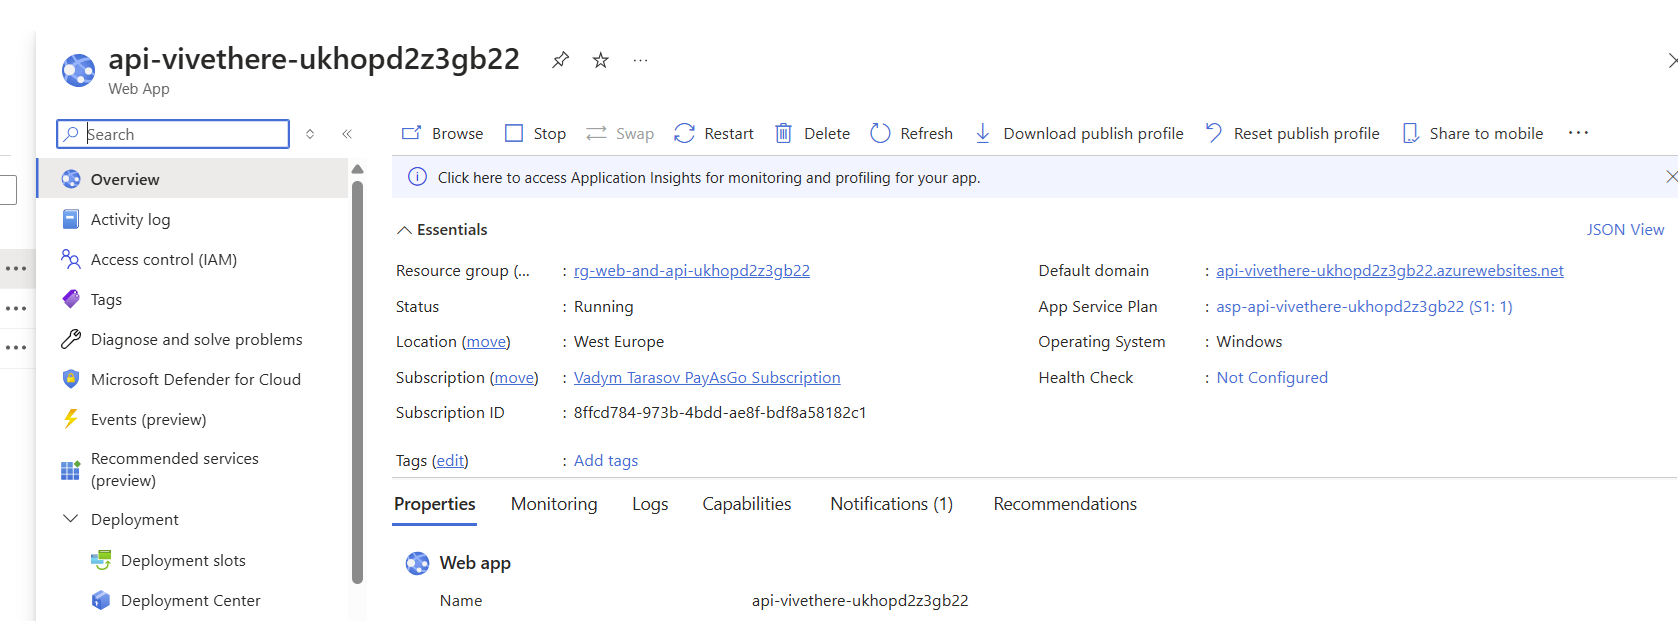 api-vivethere-ukhopd2z3gb22
Web App
Search
Browse Stop Swap Restart Delete Refresh Download publish profile Reset publish profile Share to mobile
Overview
Activity log
Access control (IAM)
Tags
Diagnose and solve problems
Microsoft Defender for Cloud
Events (preview)
Recommended services
(preview)
Deployment
Deployment slots
Deployment Center
Click here to access Application Insights for monitoring and profiling for your app.
Essentials
JSON View
Resource group (... : rg-web-and-api-ukhopd2z3gb22
Status : Running
Location (move) : West Europe
Subscription (move) : Vadym Tarasov PayAsGo Subscription
Subscription ID : 8ffcd784-973b-4bdd-ae8f-bdf8a58182c1
Default domain : api-vivethere-ukhopd2z3gb22.azurewebsites.net
App Service Plan : asp-api-vivethere-ukhopd2z3gb22 (S1: 1)
Operating System : Windows
Health Check : Not Configured
Tags (edit) : Add tags
Properties Monitoring Logs Capabilities Notifications (1) Recommendations
Web app
Name api-vivethere-ukhopd2z3gb22